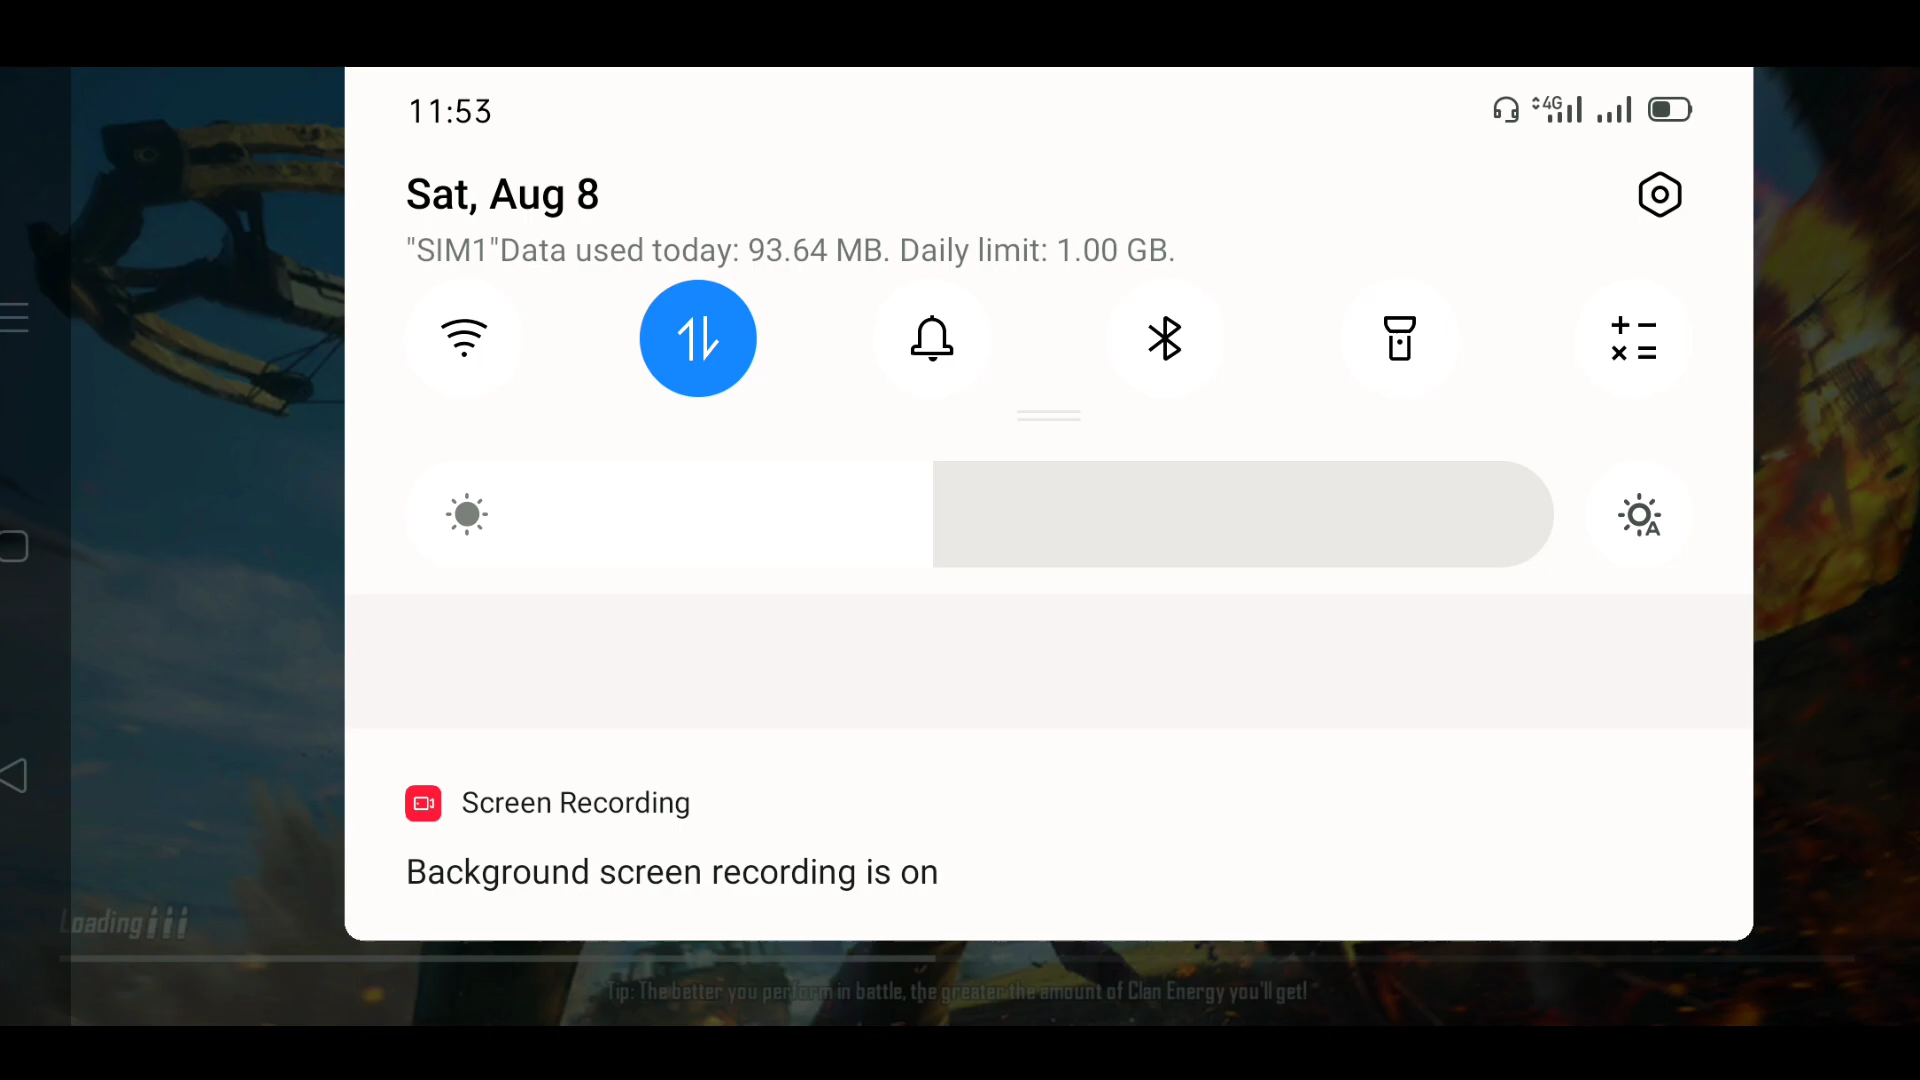 11:53
4G
Sat, Aug 8
"SIM1"Data used today: 93.64 MB. Daily limit: 1.00 GB.
A
Screen Recording
Background screen recording is on
Loading
Tip: The better you perform in battle, the greater the amount of Clan Energy you'll get!